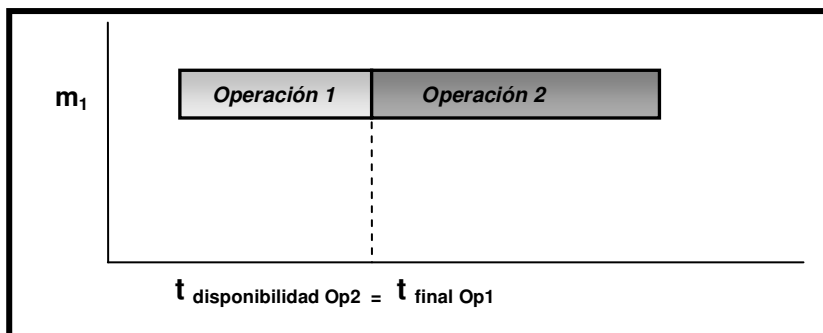 m₁ Operación 1 Operación 2
t disponibilidad Op2 = t final Op1